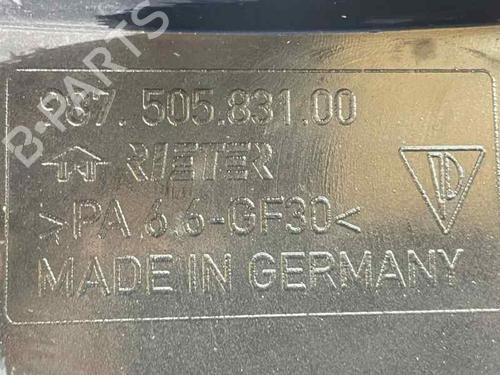 B-PARTS
987.505.831.00
RIETER
>PA 6.6-GF30<
MADE IN GERMANY